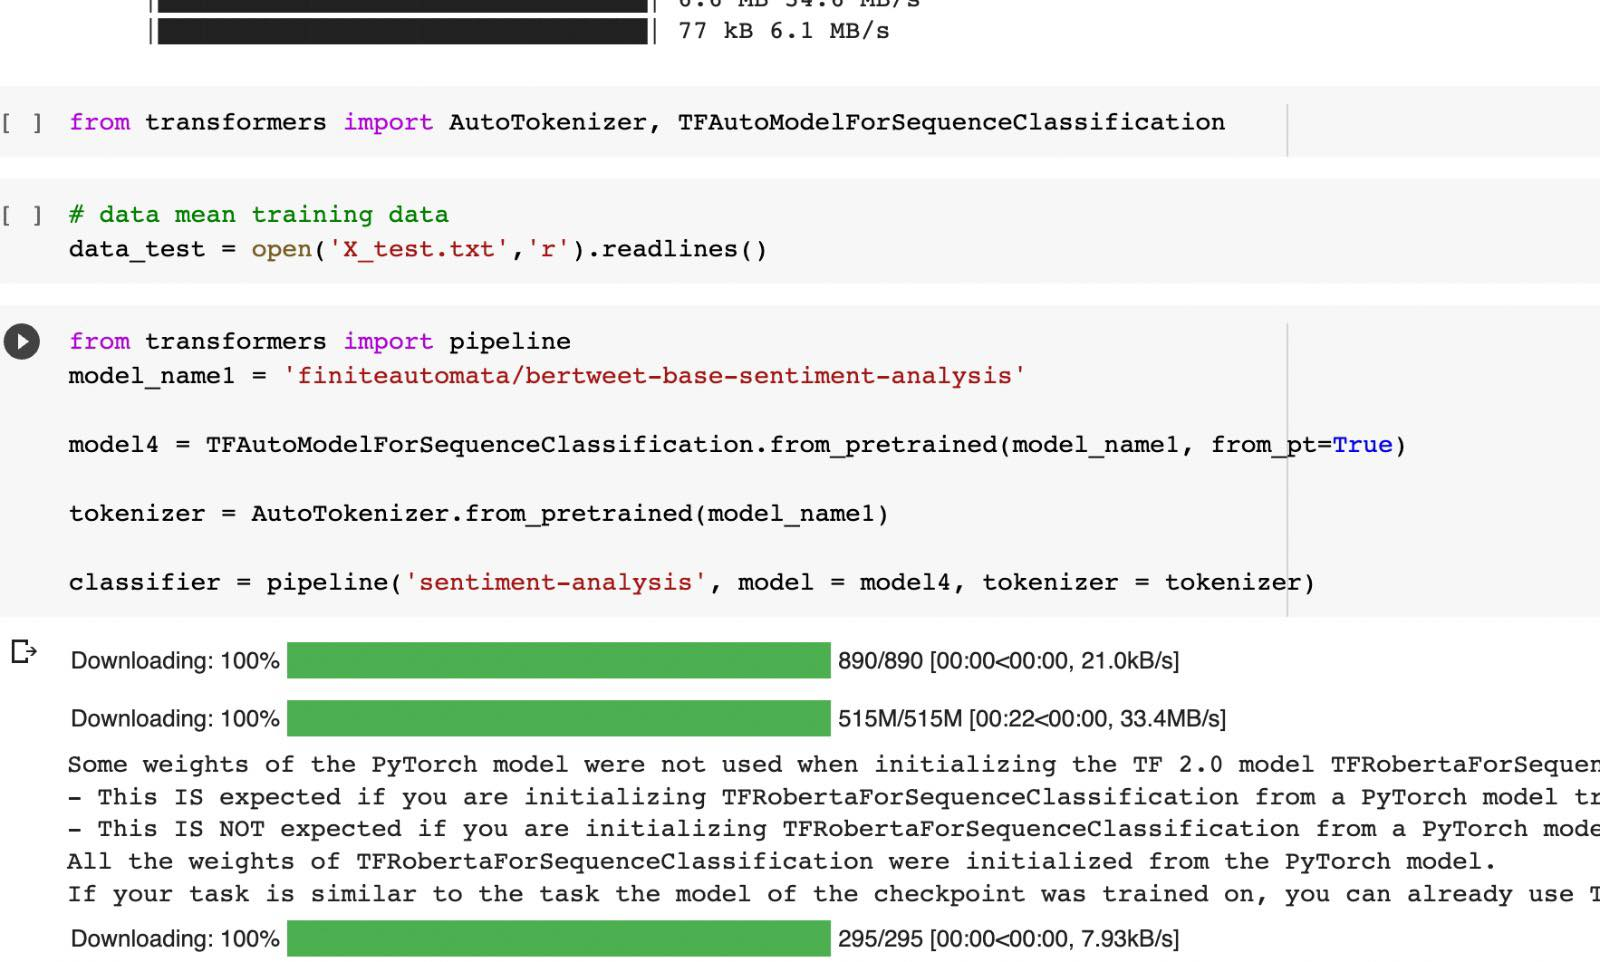 6.6 MB 54.6 MB/s
77 kB 6.1 MB/s
[ ] from transformers import AutoTokenizer, TFAutoModelForSequenceClassification
[ ] # data mean training data
data_test = open('X_test.txt','r').readlines()
from transformers import pipeline
model_name1 = 'finiteautomata/bertweet-base-sentiment-analysis'
model4 = TFAutoModelForSequenceClassification.from_pretrained(model_name1, from_pt=True)
tokenizer = AutoTokenizer.from_pretrained(model_name1)
classifier = pipeline('sentiment-analysis', model = model4, tokenizer = tokenizer)
Downloading: 100% 890/890 [00:00<00:00, 21.0kB/s]
Downloading: 100% 515M/515M [00:22<00:00, 33.4MB/s]
Some weights of the PyTorch model were not used when initializing the TF 2.0 model TFRobertaForSequen
- This IS expected if you are initializing TFRobertaForSequenceClassification from a PyTorch model tr
- This IS NOT expected if you are initializing TFRobertaForSequenceClassification from a PyTorch mode
All the weights of TFRobertaForSequenceClassification were initialized from the PyTorch model.
If your task is similar to the task the model of the checkpoint was trained on, you can already use T
Downloading: 100% 295/295 [00:00<00:00, 7.93kB/s]